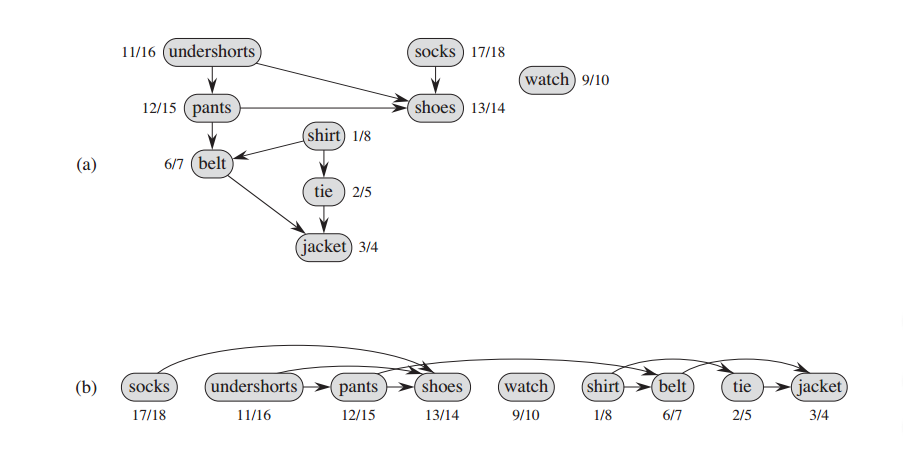 11/16 undershorts socks 17/18
watch 9/10
12/15 pants shoes 13/14
shirt 1/8
(a) 6/7 belt
tie 2/5
jacket 3/4
(b) socks undershorts pants shoes watch shirt belt tie jacket
17/18 11/16 12/15 13/14 9/10 1/8 6/7 2/5 3/4